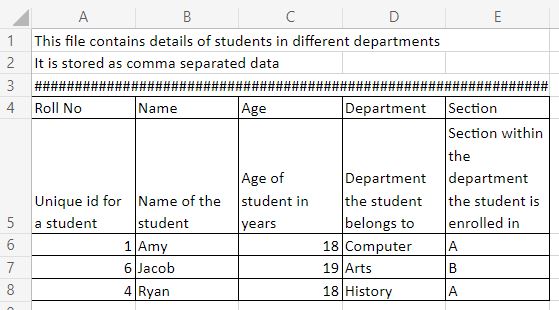 A B C D E
1 This file contains details of students in different departments
2 It is stored as comma separated data
3 ####################################################################
4 Roll No Name Age Department Section
Section within
the
Age of Department department
Unique id for Name of the student in the student the student is
5 a student student years belongs to enrolled in
6 1 Amy 18 Computer A
7 6 Jacob 19 Arts B
8 4 Ryan 18 History A